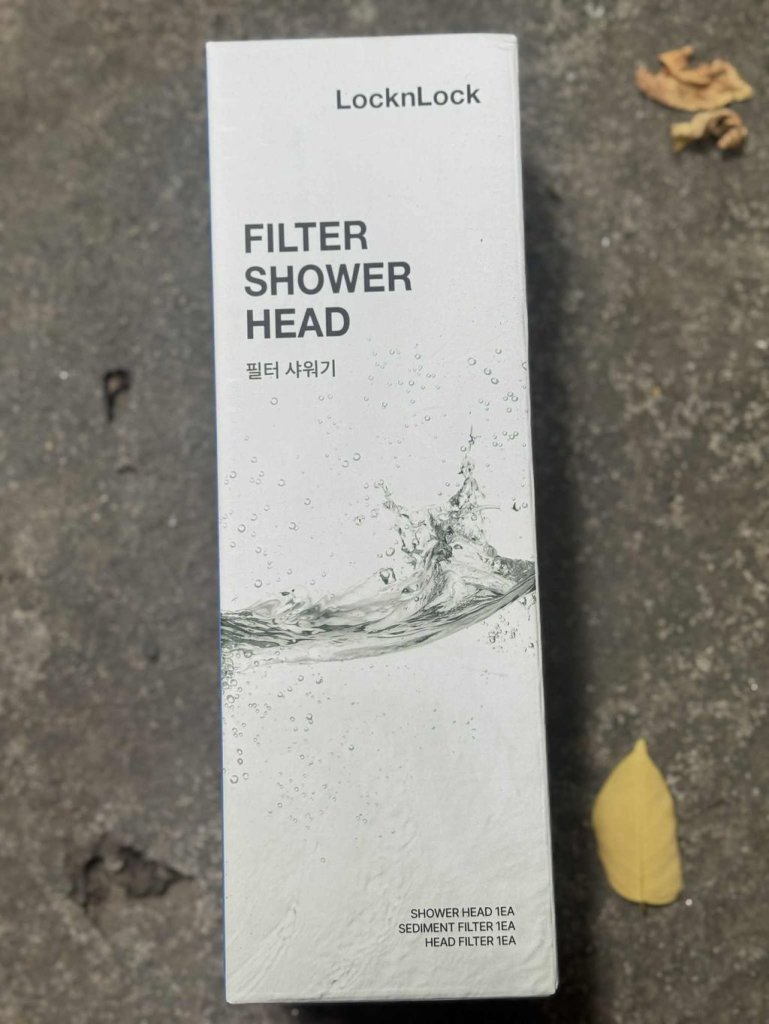 LocknLock
FILTER
SHOWER
HEAD
필터 샤워기
SHOWER HEAD 1EA
SEDIMENT FILTER 1EA
HEAD FILTER 1EA